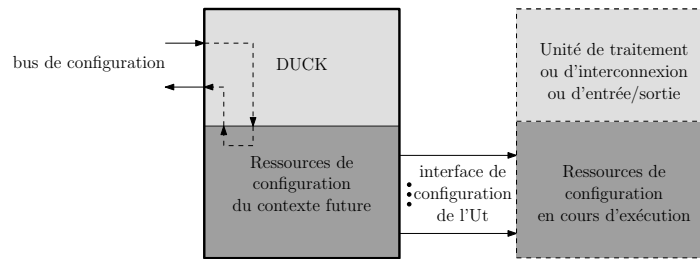 bus de configuration
DUCK
Unité de traitement
ou d'interconnexion
ou d'entrée/sortie
Ressources de
configuration
du contexte future
interface de
configuration
de l'Ut
Ressources de
configuration
en cours d'exécution